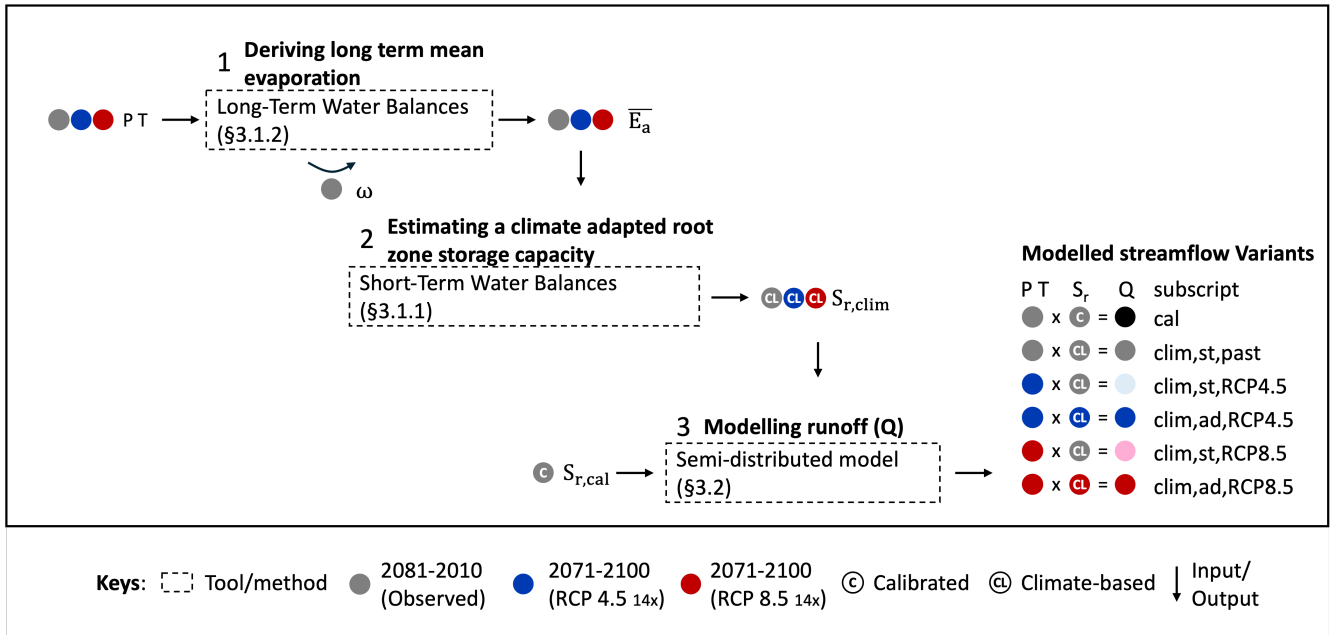 1 Deriving long term mean
evaporation
P T
Long-Term Water Balances
(§3.1.2)
E̅a̅
ω
2 Estimating a climate adapted root
zone storage capacity
Short-Term Water Balances
(§3.1.1)
CL CL CL Sr,clim
3 Modelling runoff (Q)
C Sr,cal
Semi-distributed model
(§3.2)
Modelled streamflow Variants
P T Sr Q subscript
x C = cal
x CL = clim,st,past
x CL = clim,st,RCP4.5
x CL = clim,ad,RCP4.5
x CL = clim,st,RCP8.5
x CL = clim,ad,RCP8.5
Keys: Tool/method
2081-2010
(Observed)
2071-2100
(RCP 4.5 14x)
2071-2100
(RCP 8.5 14x)
C Calibrated
CL Climate-based
Input/
Output